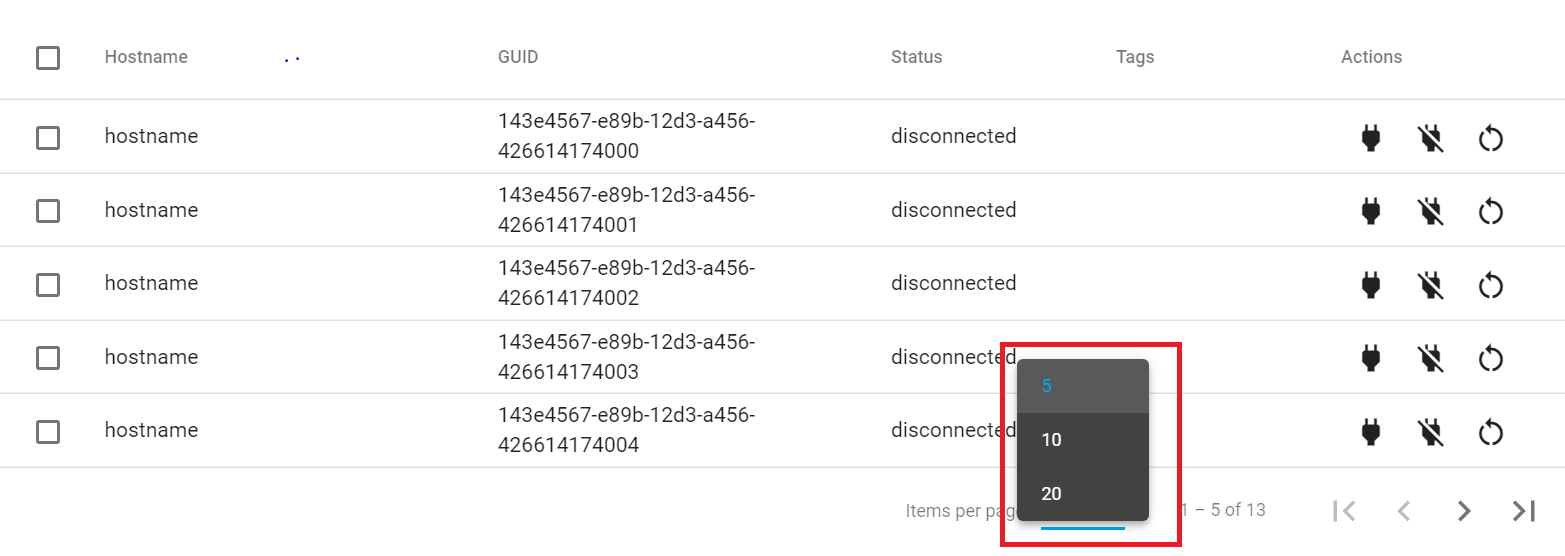 Hostname GUID Status Tags Actions
hostname 143e4567-e89b-12d3-a456-
426614174000 disconnected
hostname 143e4567-e89b-12d3-a456-
426614174001 disconnected
hostname 143e4567-e89b-12d3-a456-
426614174002 disconnected
hostname 143e4567-e89b-12d3-a456-
426614174003 disconnected
hostname 143e4567-e89b-12d3-a456-
426614174004 disconnected
5
10
20
Items per pag 1 – 5 of 13